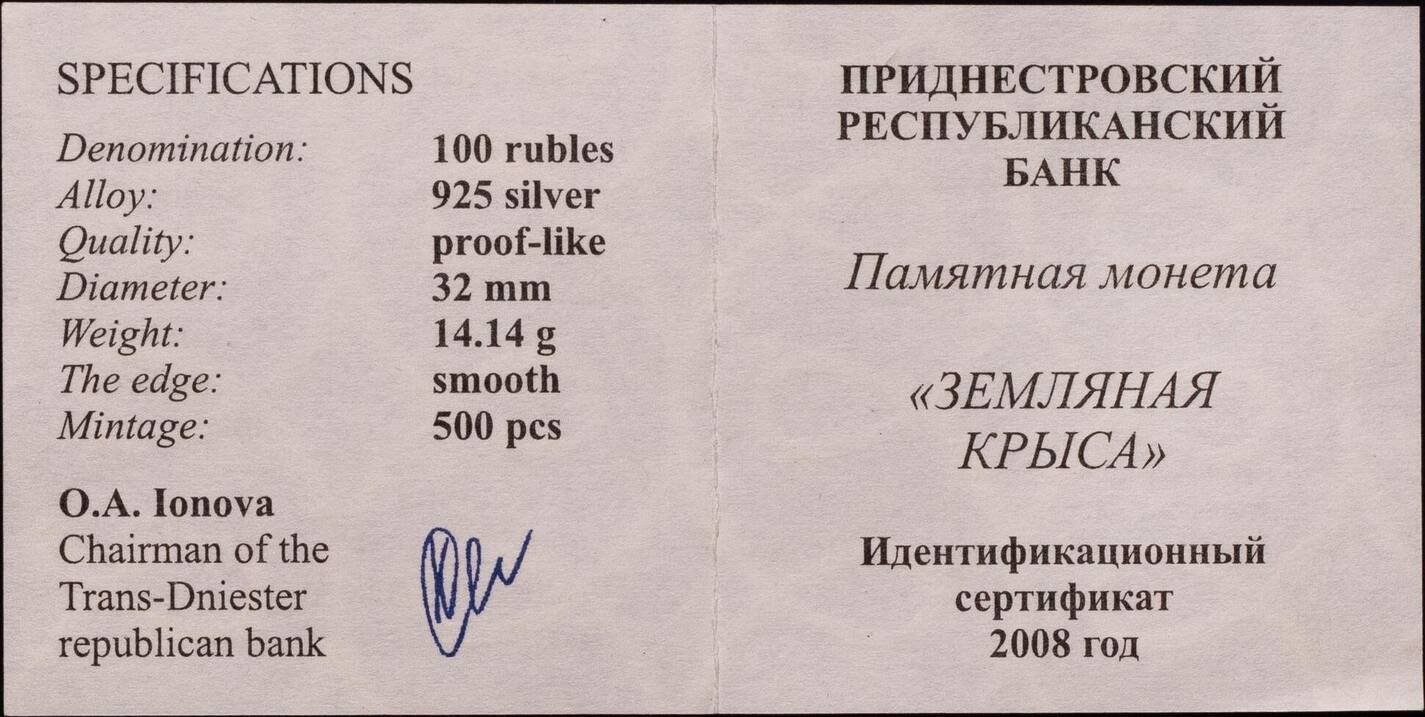 SPECIFICATIONS
Denomination: 100 rubles
Alloy: 925 silver
Quality: proof-like
Diameter: 32 mm
Weight: 14.14 g
The edge: smooth
Mintage: 500 pcs
O.A. Ionova
Chairman of the
Trans-Dniester
republican bank
ПРИДНЕСТРОВСКИЙ
РЕСПУБЛИКАНСКИЙ
БАНК
Памятная монета
«ЗЕМЛЯНАЯ
КРЫСА»
Идентификационный
сертификат
2008 год